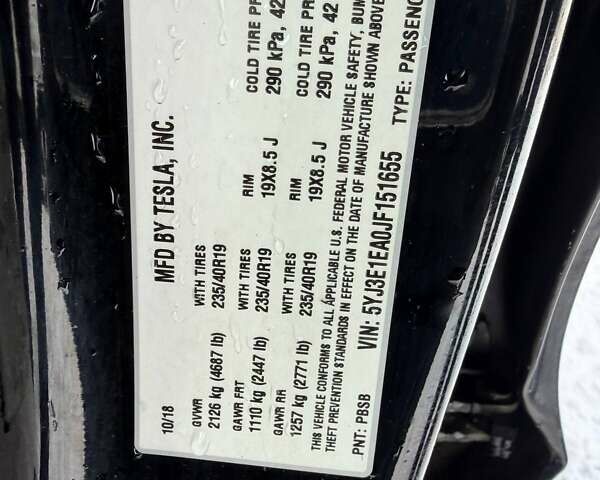 MFD BY TESLA, INC.
10/18
GVWR WITH TIRES RIM COLD TIRE PR
2126 kg (4687 lb) 235/40R19 19X8.5 J 290 kPa, 42
GAWR FRT WITH TIRES RIM COLD TIRE PR
1110 kg (2447 lb) 235/40R19 19X8.5 J 290 kPa, 42
GAWR RR WITH TIRES
1257 kg (2771 lb) 235/40R19
THIS VEHICLE CONFORMS TO ALL APPLICABLE U.S. FEDERAL MOTOR VEHICLE SAFETY, BUM
THEFT PREVENTION STANDARDS IN EFFECT ON THE DATE OF MANUFACTURE SHOWN ABOVE
VIN: 5YJ3E1EA0JF151655
PNT: PBSB TYPE: PASSENG